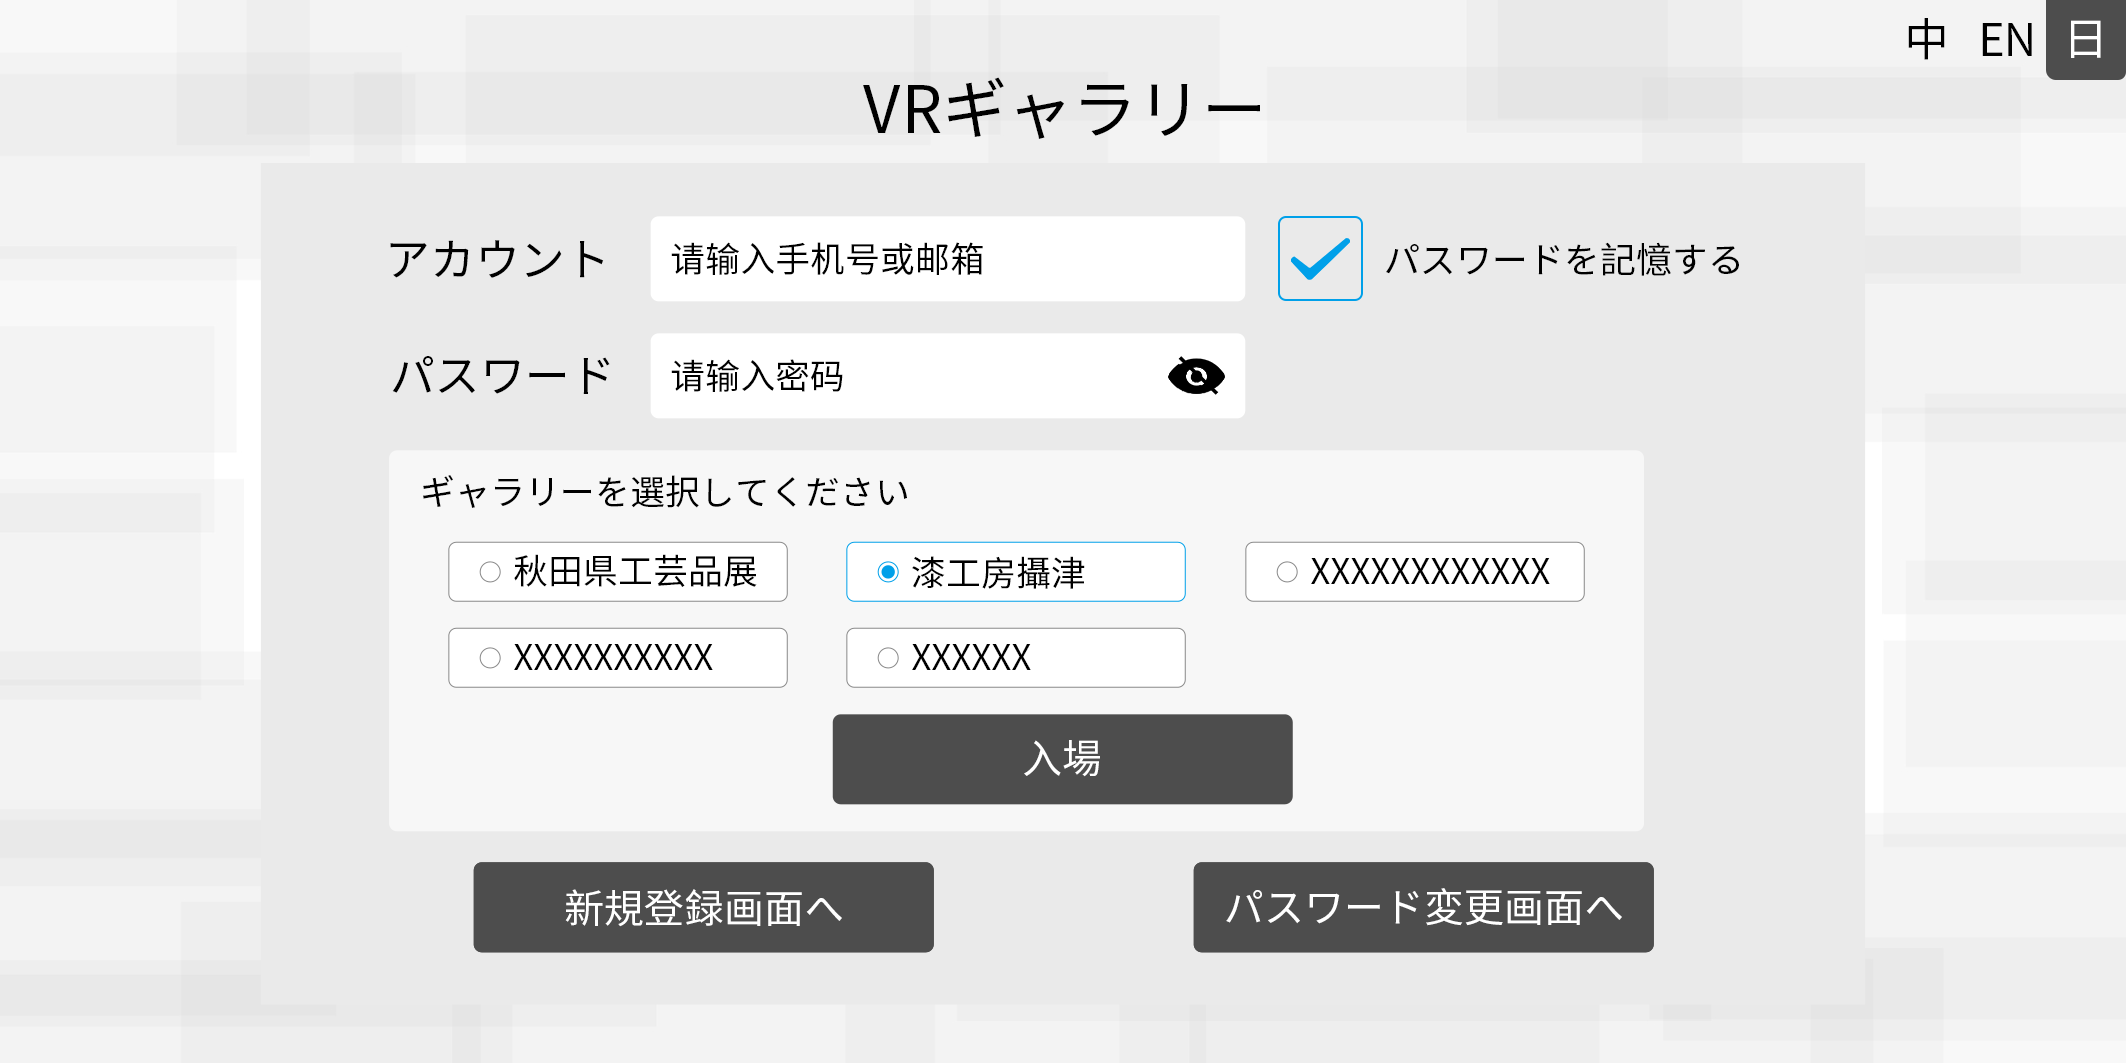 中 EN 日
VRギャラリー
アカウント 请输入手机号或邮箱 パスワードを記憶する
パスワード 请输入密码
ギャラリーを選択してください
秋田県工芸品展 漆工房攝津 XXXXXXXXXXXX
XXXXXXXXXX XXXXXX
入場
新規登録画面へ パスワード変更画面へ